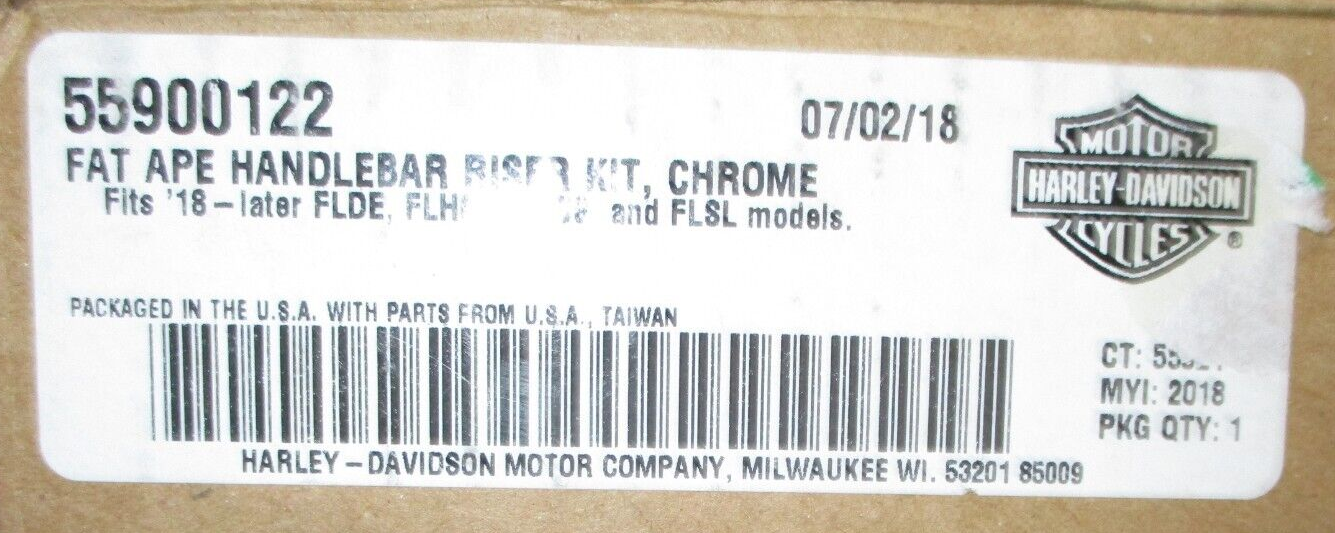 55900122
07/02/18
FAT APE HANDLEBAR RISER KIT, CHROME
Fits '18–later FLDE, and FLSL models.
MOTOR
HARLEY-DAVIDSON
CYCLES
®
PACKAGED IN THE U.S.A. WITH PARTS FROM U.S.A., TAIWAN
CT:
MYI: 2018
PKG QTY: 1
HARLEY–DAVIDSON MOTOR COMPANY, MILWAUKEE WI. 53201 85009